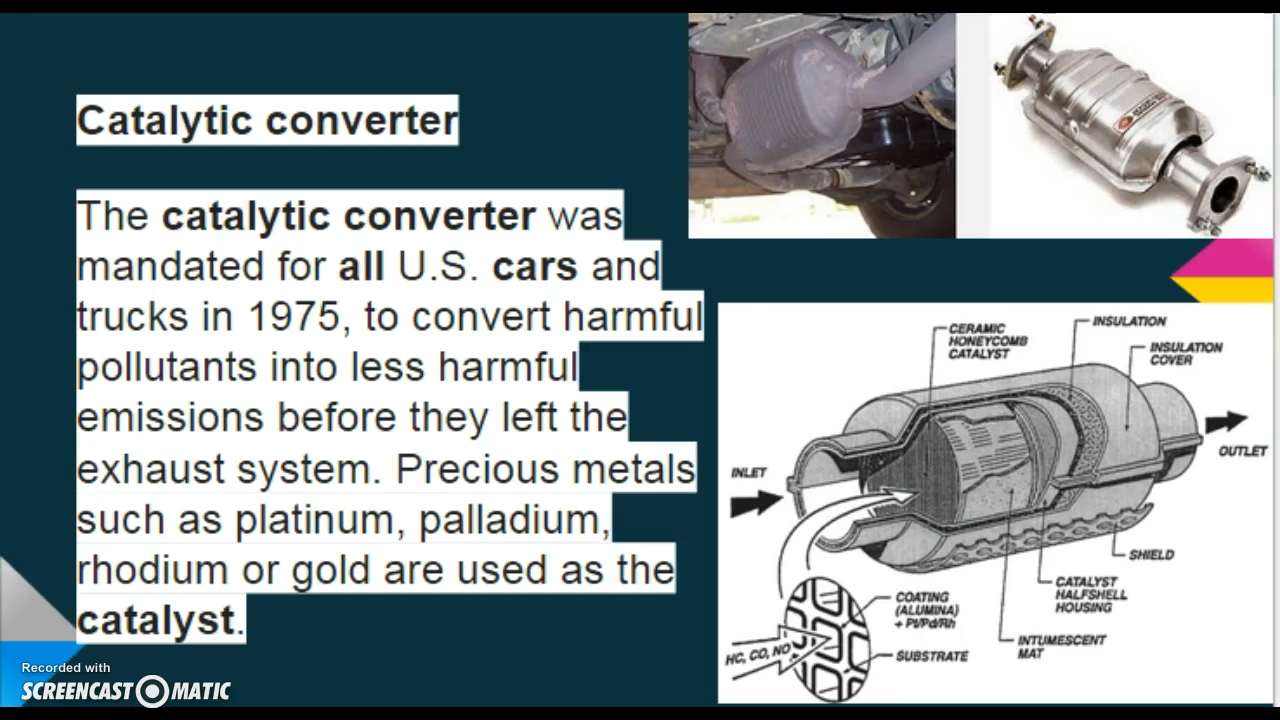 Catalytic converter
The catalytic converter was
mandated for all U.S. cars and
trucks in 1975, to convert harmful
pollutants into less harmful
emissions before they left the
exhaust system. Precious metals
such as platinum, palladium,
rhodium or gold are used as the
catalyst.
CERAMIC
HONEYCOMB
CATALYST
INSULATION
INSULATION
COVER
INLET
OUTLET
SHIELD
CATALYST
HALFSHELL
HOUSING
COATING
(ALUMINA)
+ Pt/Pd/Rh
INTUMESCENT
MAT
HC, CO, NO
SUBSTRATE
Recorded with
SCREENCAST MATIC